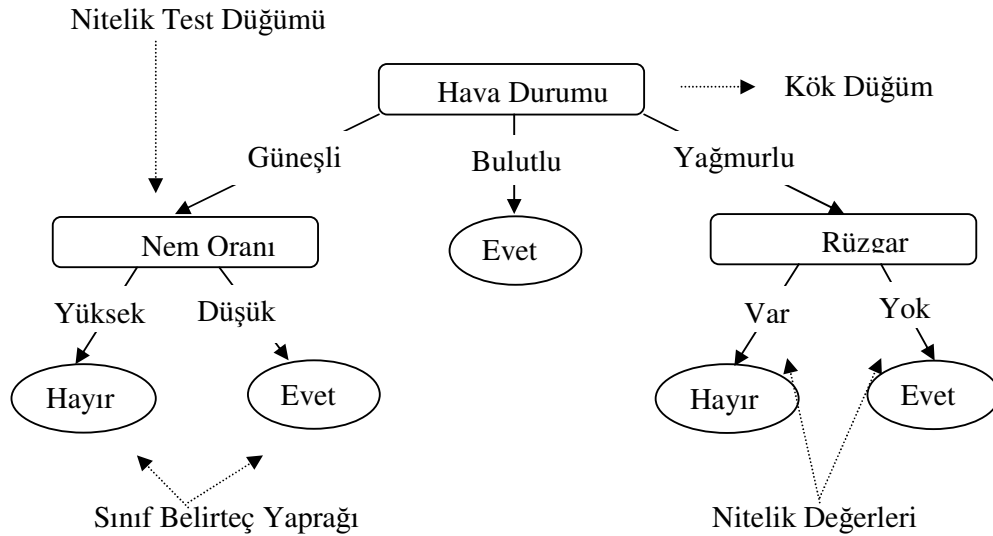 Nitelik Test Düğümü
Hava Durumu
Kök Düğüm
Güneşli
Bulutlu
Yağmurlu
Nem Oranı
Evet
Rüzgar
Yüksek
Düşük
Var
Yok
Hayır
Evet
Hayır
Evet
Sınıf Belirteç Yaprağı
Nitelik Değerleri